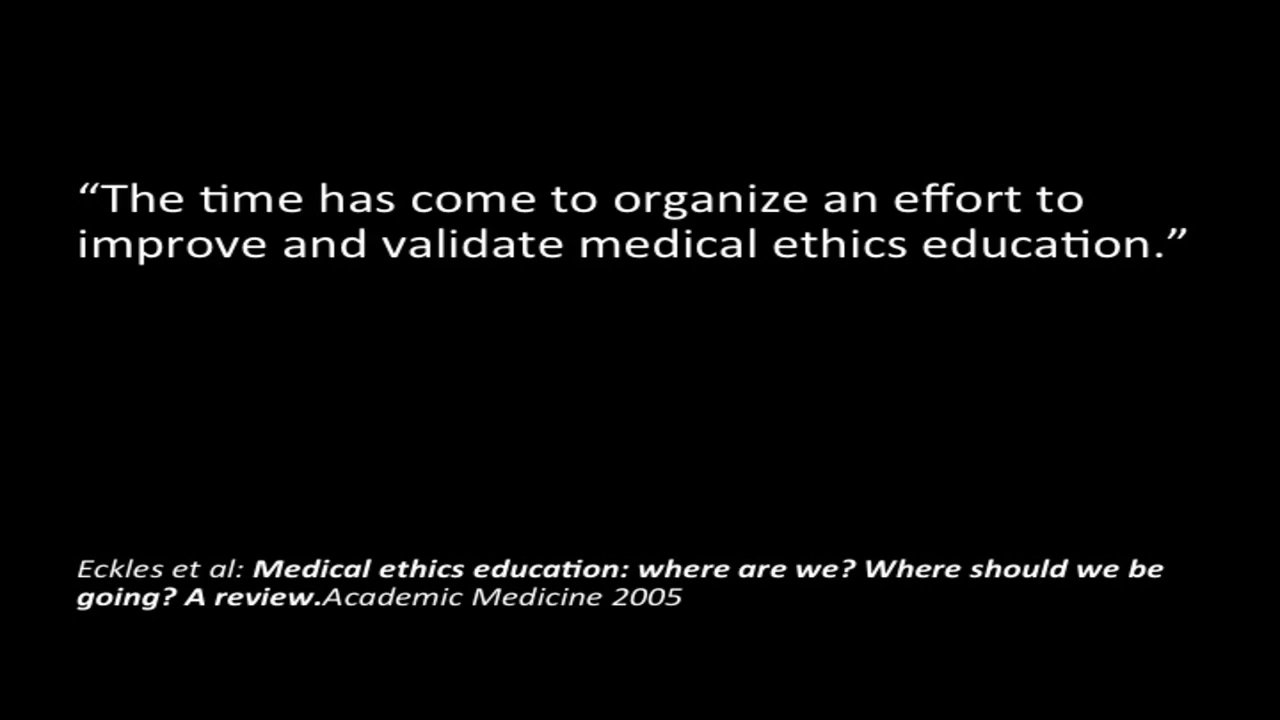 “The time has come to organize an effort to
improve and validate medical ethics education.”
Eckles et al: Medical ethics education: where are we? Where should we be
going? A review.Academic Medicine 2005